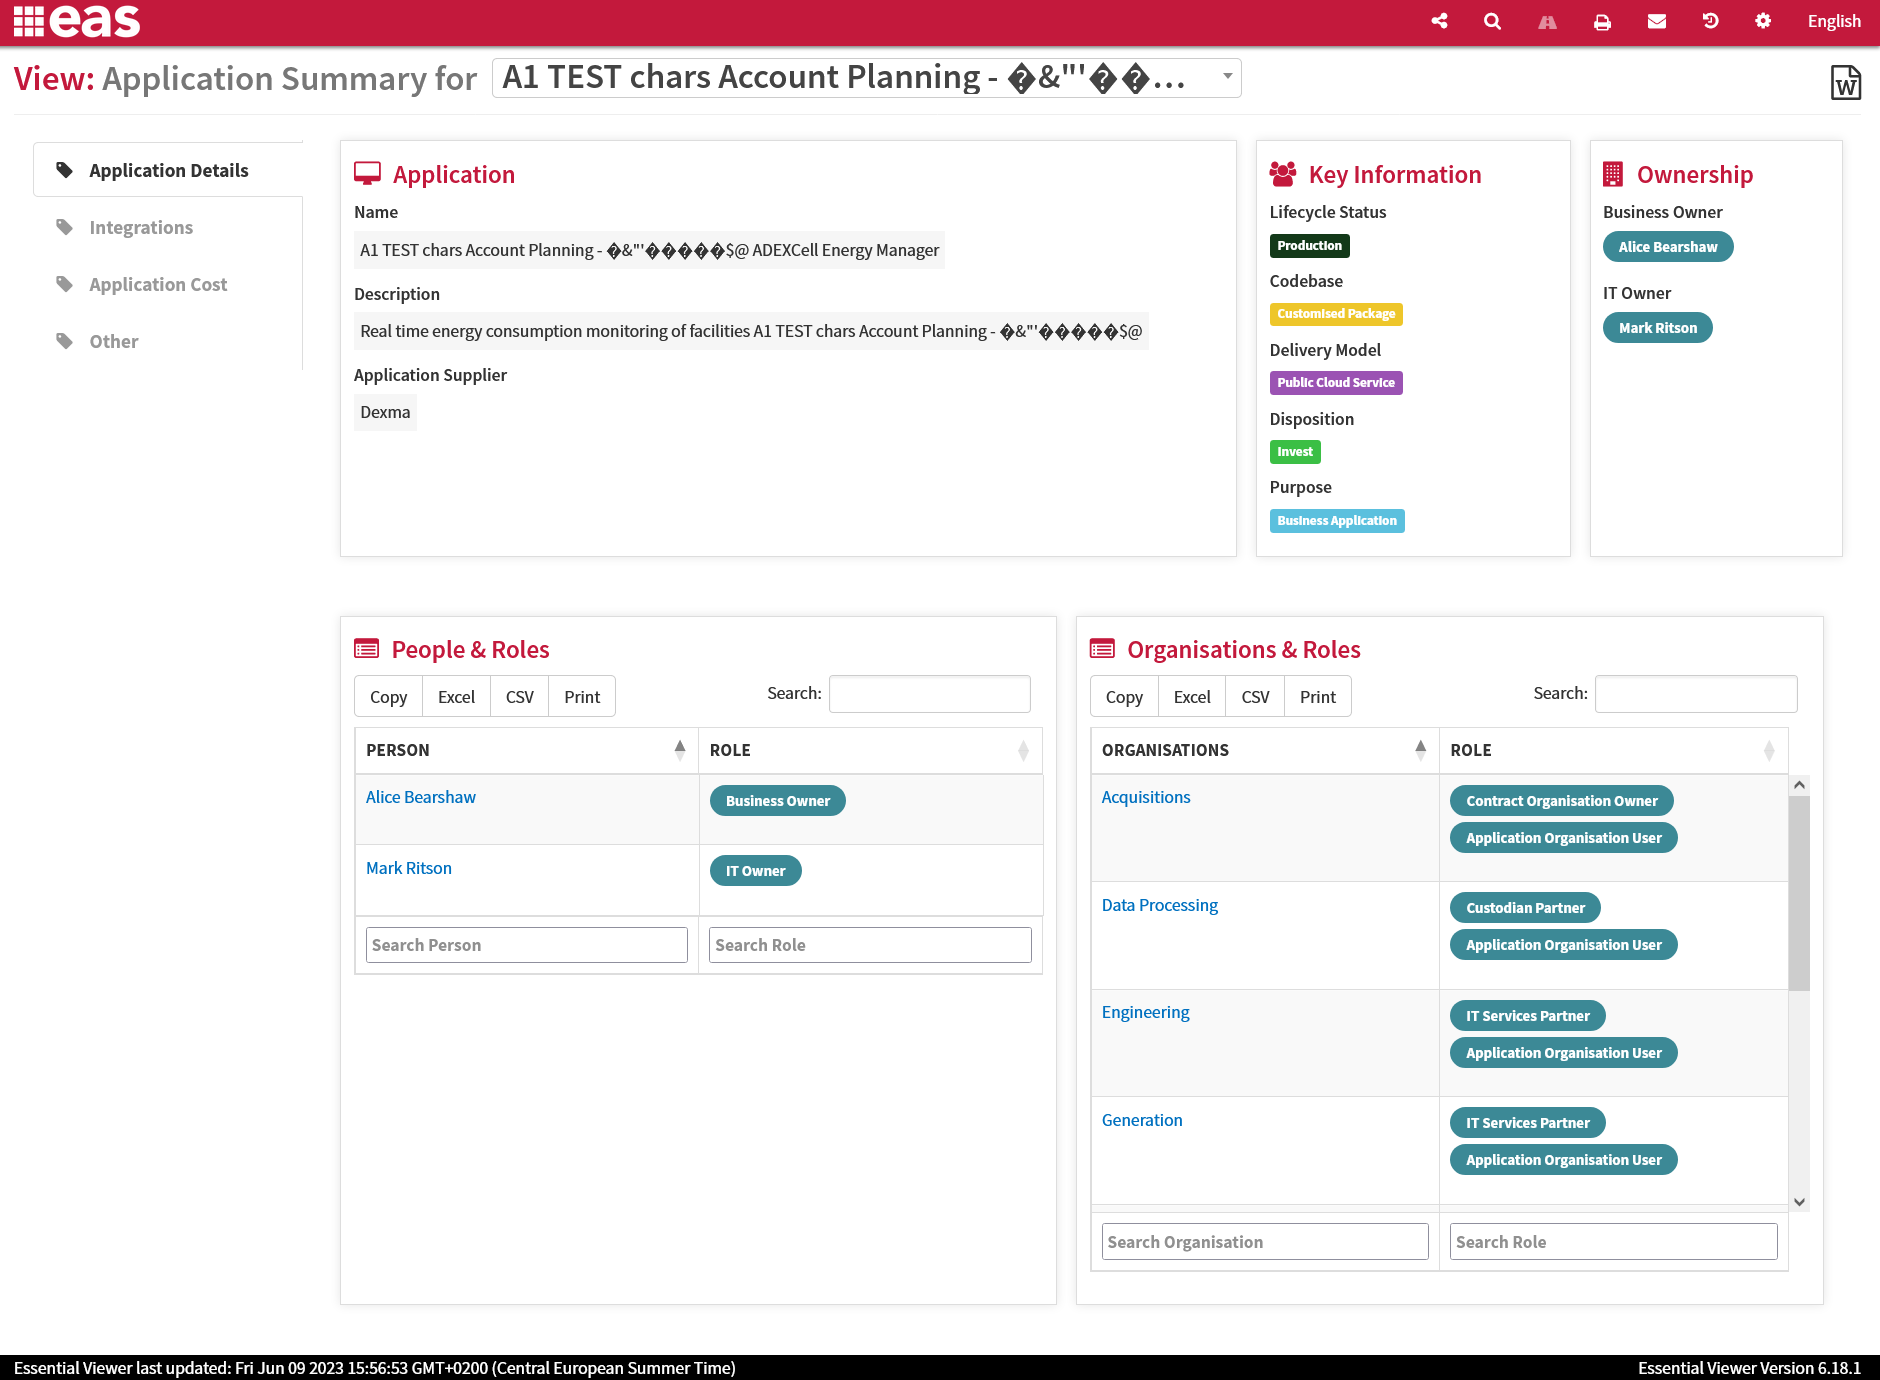 eas
English
View: Application Summary for
A1 TEST chars Account Planning - �&"'��...
Application Details
Integrations
Application Cost
Other
Application
Name
A1 TEST chars Account Planning - �&"'�����$@ ADEXCell Energy Manager
Description
Real time energy consumption monitoring of facilities A1 TEST chars Account Planning - �&"'�����$@
Application Supplier
Dexma
Key Information
Lifecycle Status
Production
Codebase
Customised Package
Delivery Model
Public Cloud Service
Disposition
Invest
Purpose
Business Application
Ownership
Business Owner
Alice Bearshaw
IT Owner
Mark Ritson
People & Roles
Copy Excel CSV Print
Search:
PERSON ROLE
Alice Bearshaw Business Owner
Mark Ritson IT Owner
Search Person Search Role
Organisations & Roles
Copy Excel CSV Print
Search:
ORGANISATIONS ROLE
Acquisitions Contract Organisation Owner
Application Organisation User
Data Processing Custodian Partner
Application Organisation User
Engineering IT Services Partner
Application Organisation User
Generation IT Services Partner
Application Organisation User
Search Organisation Search Role
Essential Viewer last updated: Fri Jun 09 2023 15:56:53 GMT+0200 (Central European Summer Time)
Essential Viewer Version 6.18.1